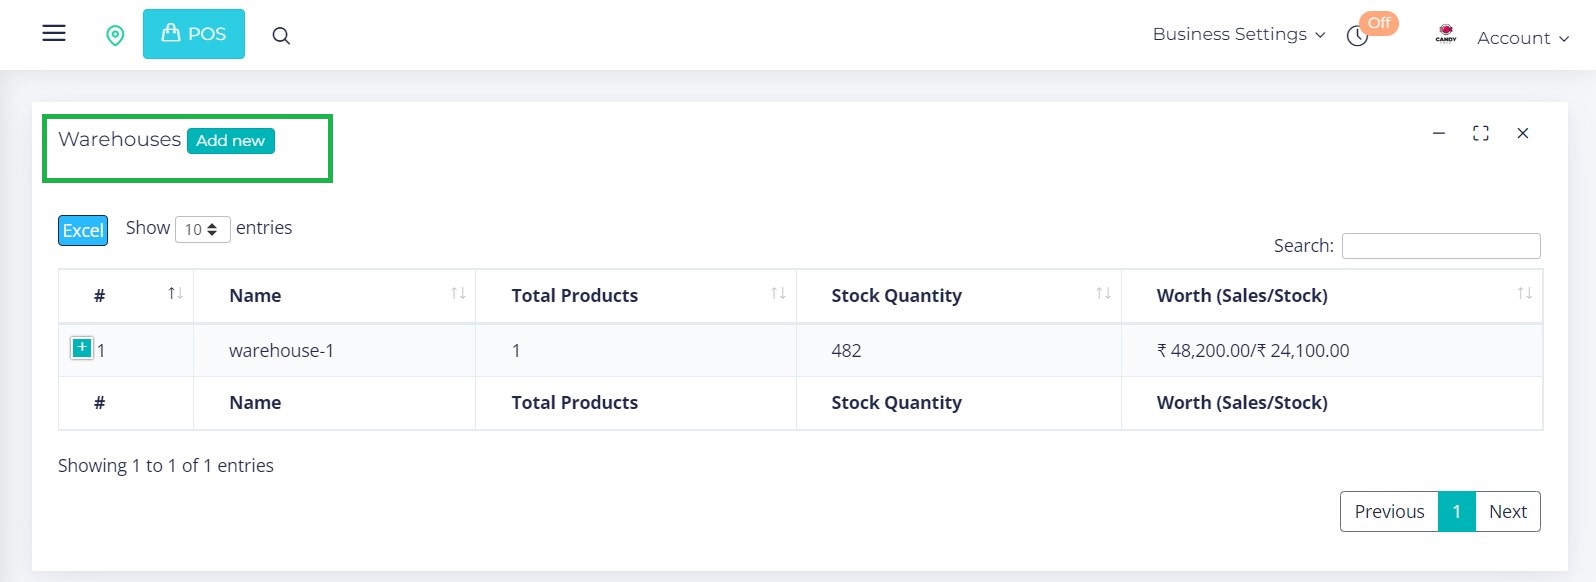 POS
Business Settings
Off
CANDY
Account
Warehouses Add new
Excel Show 10 entries
Search:
# Name Total Products Stock Quantity Worth (Sales/Stock)
+ 1 warehouse-1 1 482 ₹ 48,200.00/₹ 24,100.00
# Name Total Products Stock Quantity Worth (Sales/Stock)
Showing 1 to 1 of 1 entries
Previous 1 Next